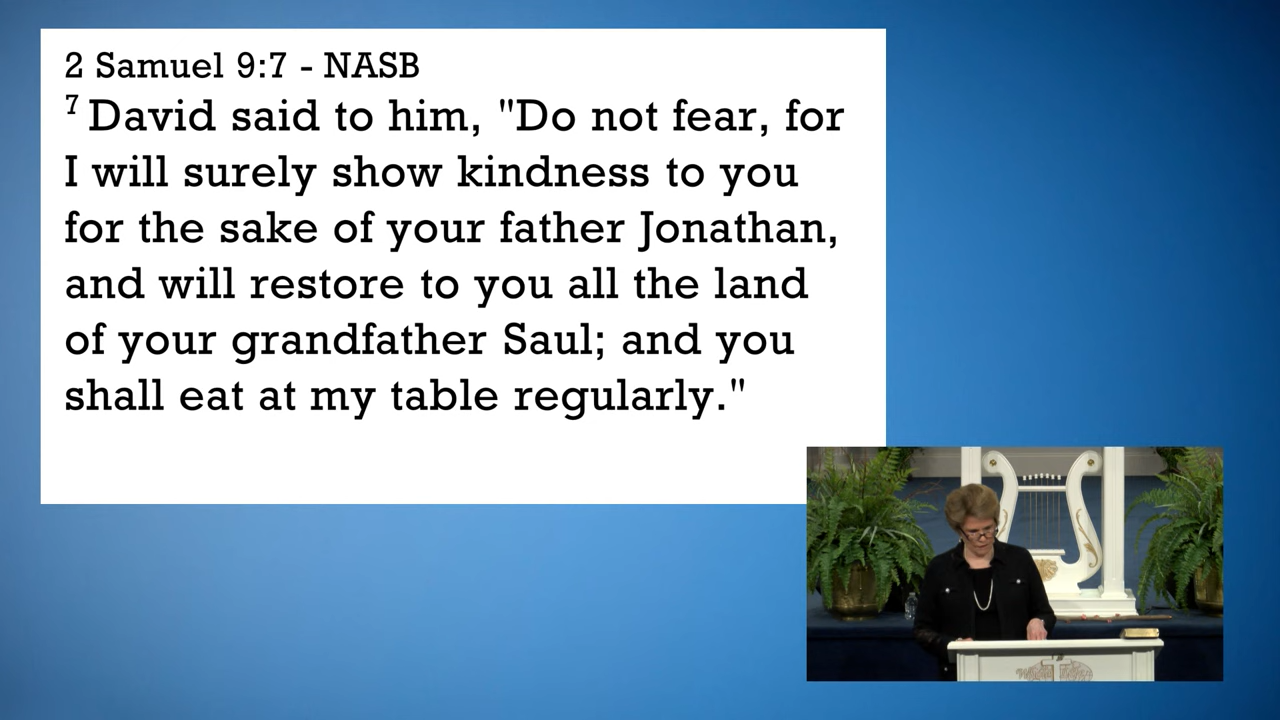 2 Samuel 9:7 - NASB
7 David said to him, "Do not fear, for
I will surely show kindness to you
for the sake of your father Jonathan,
and will restore to you all the land
of your grandfather Saul; and you
shall eat at my table regularly."